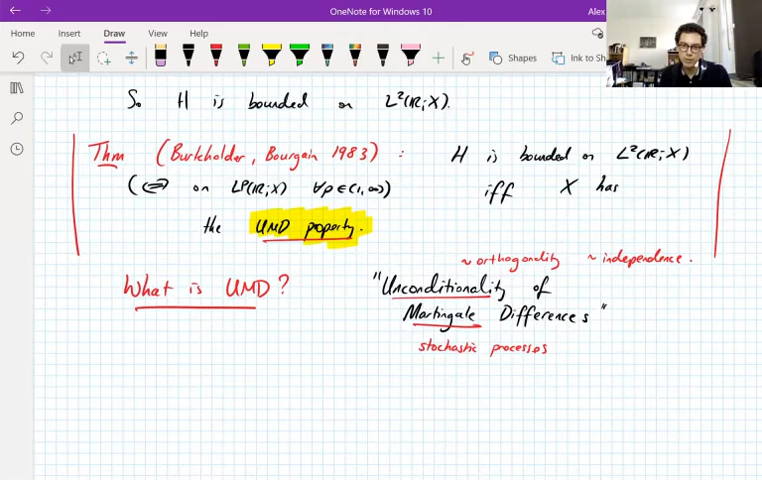 OneNote for Windows 10
Alex
Home Insert Draw View Help
Shapes Ink to Sh
So H is bounded on L²(ℝ;X).
Thm (Burkholder, Bourgain 1983) : H is bounded on L²(ℝ;X)
(⟺ on Lᵖ(ℝ;X) ∀p∈(1,∞)) iff X has
the UMD property.
~ orthogonality ~ independence.
What is UMD? "Unconditionality of
Martingale Differences"
stochastic processes